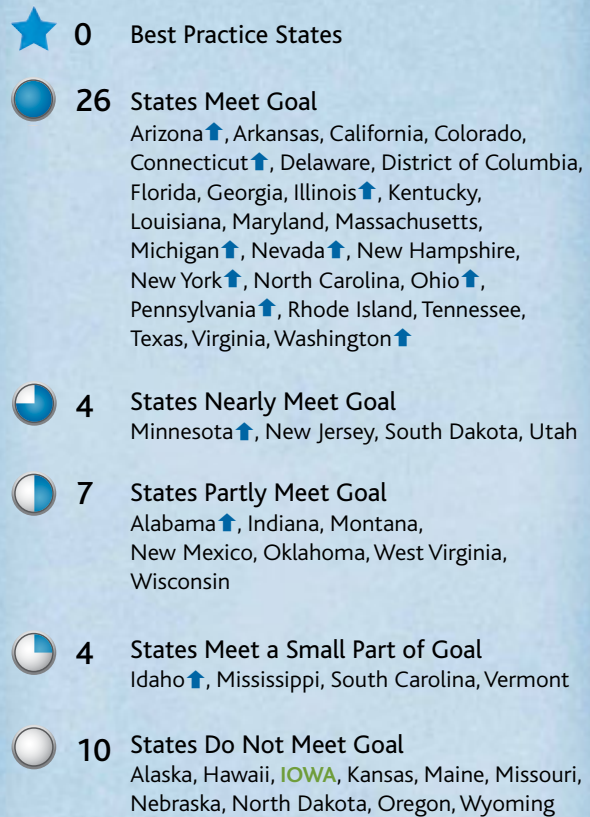 0 Best Practice States
26 States Meet Goal
Arizona⬆, Arkansas, California, Colorado,
Connecticut⬆, Delaware, District of Columbia,
Florida, Georgia, Illinois⬆, Kentucky,
Louisiana, Maryland, Massachusetts,
Michigan⬆, Nevada⬆, New Hampshire,
New York⬆, North Carolina, Ohio⬆,
Pennsylvania⬆, Rhode Island, Tennessee,
Texas, Virginia, Washington⬆
4 States Nearly Meet Goal
Minnesota⬆, New Jersey, South Dakota, Utah
7 States Partly Meet Goal
Alabama⬆, Indiana, Montana,
New Mexico, Oklahoma, West Virginia,
Wisconsin
4 States Meet a Small Part of Goal
Idaho⬆, Mississippi, South Carolina, Vermont
10 States Do Not Meet Goal
Alaska, Hawaii, IOWA, Kansas, Maine, Missouri,
Nebraska, North Dakota, Oregon, Wyoming